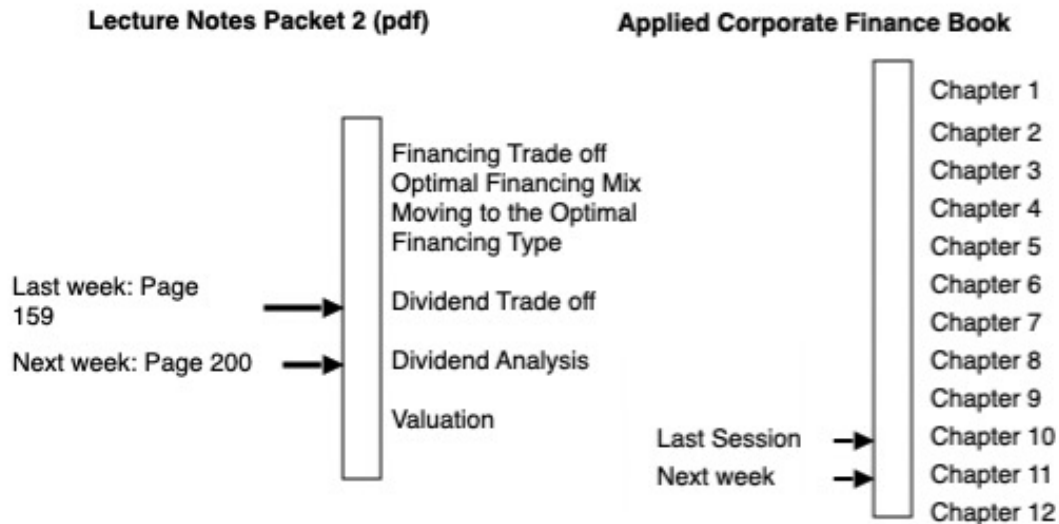 Lecture Notes Packet 2 (pdf)
Financing Trade off
Optimal Financing Mix
Moving to the Optimal
Financing Type
Last week: Page
159
Dividend Trade off
Next week: Page 200
Dividend Analysis
Valuation
Applied Corporate Finance Book
Chapter 1
Chapter 2
Chapter 3
Chapter 4
Chapter 5
Chapter 6
Chapter 7
Chapter 8
Chapter 9
Last Session
Chapter 10
Next week
Chapter 11
Chapter 12